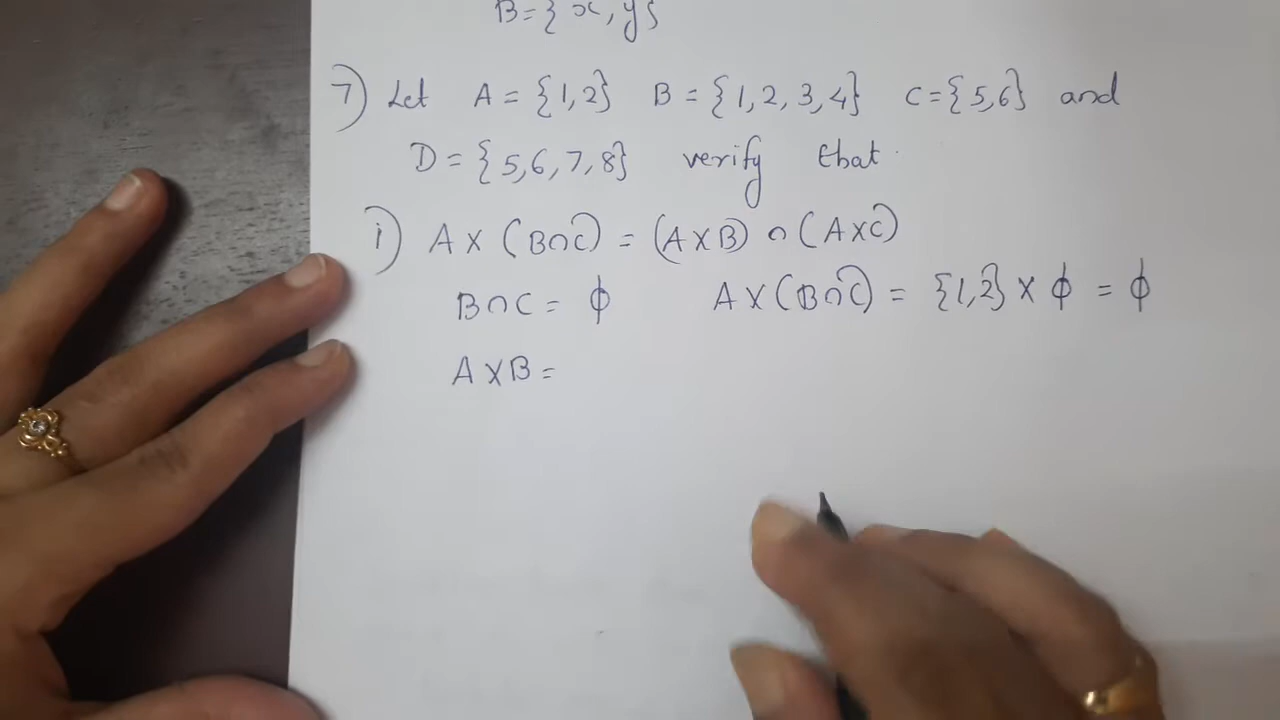 B={x,y}
7) Let A = {1,2} B = {1,2,3,4} C={5,6} and
D = {5,6,7,8} verify that
i) A X (B∩C) = (A X B) ∩ (A X C)
B∩C = ϕ A X (B∩C) = {1,2} X ϕ = ϕ
A X B =